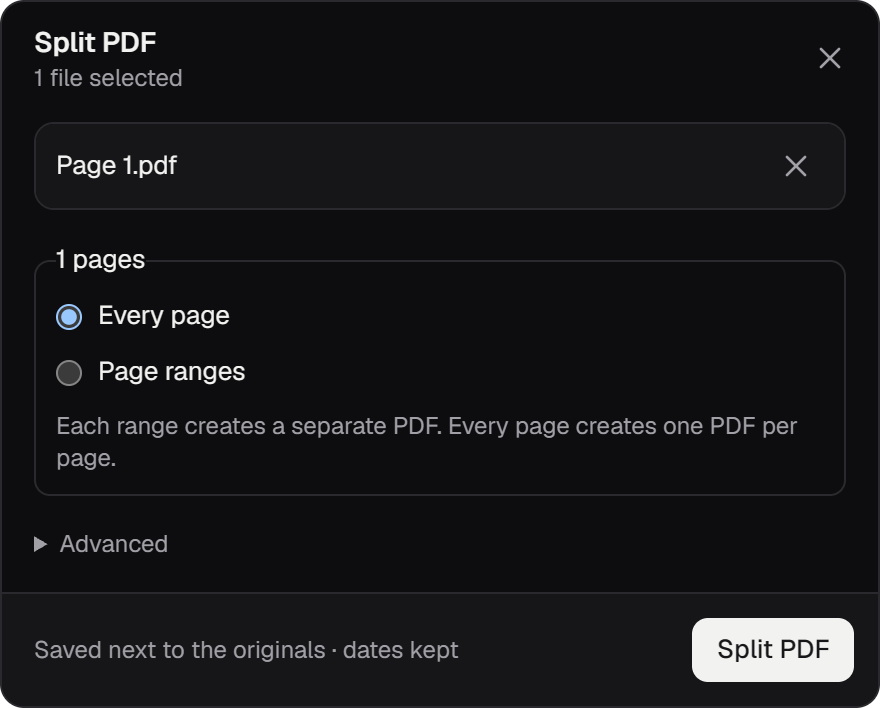 Split PDF
1 file selected
Page 1.pdf
1 pages
Every page
Page ranges
Each range creates a separate PDF. Every page creates one PDF per
page.
Advanced
Saved next to the originals · dates kept
Split PDF